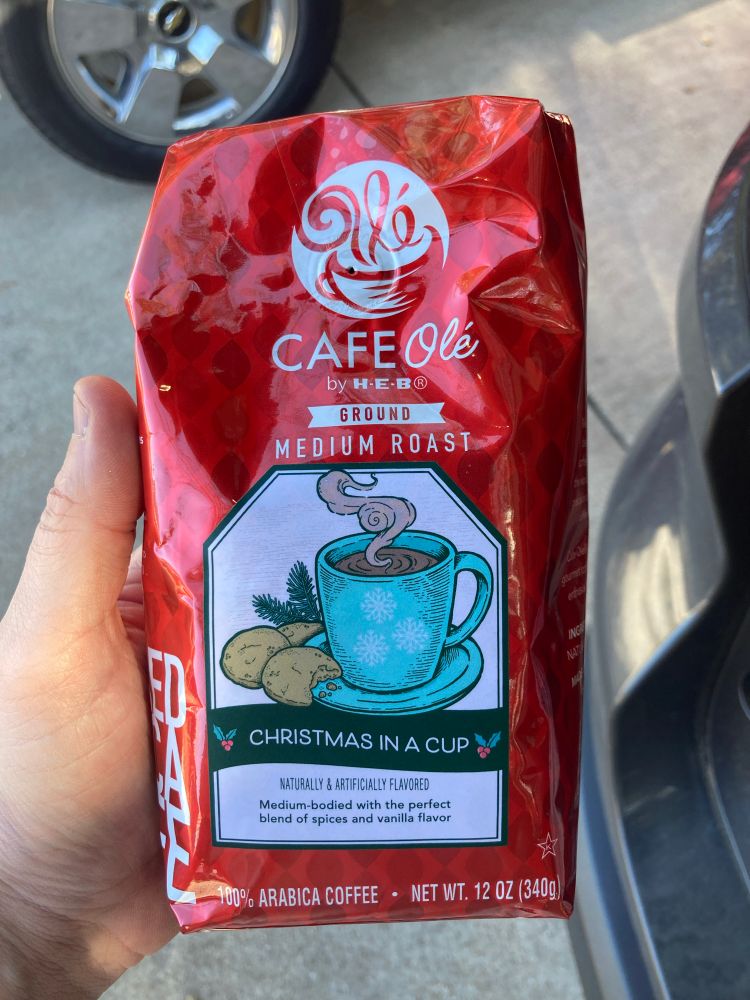 Olé
CAFE Olé
by H-E-B®
GROUND
MEDIUM ROAST
CHRISTMAS IN A CUP
NATURALLY & ARTIFICIALLY FLAVORED
Medium-bodied with the perfect
blend of spices and vanilla flavor
K
100% ARABICA COFFEE • NET WT. 12 OZ (340g)